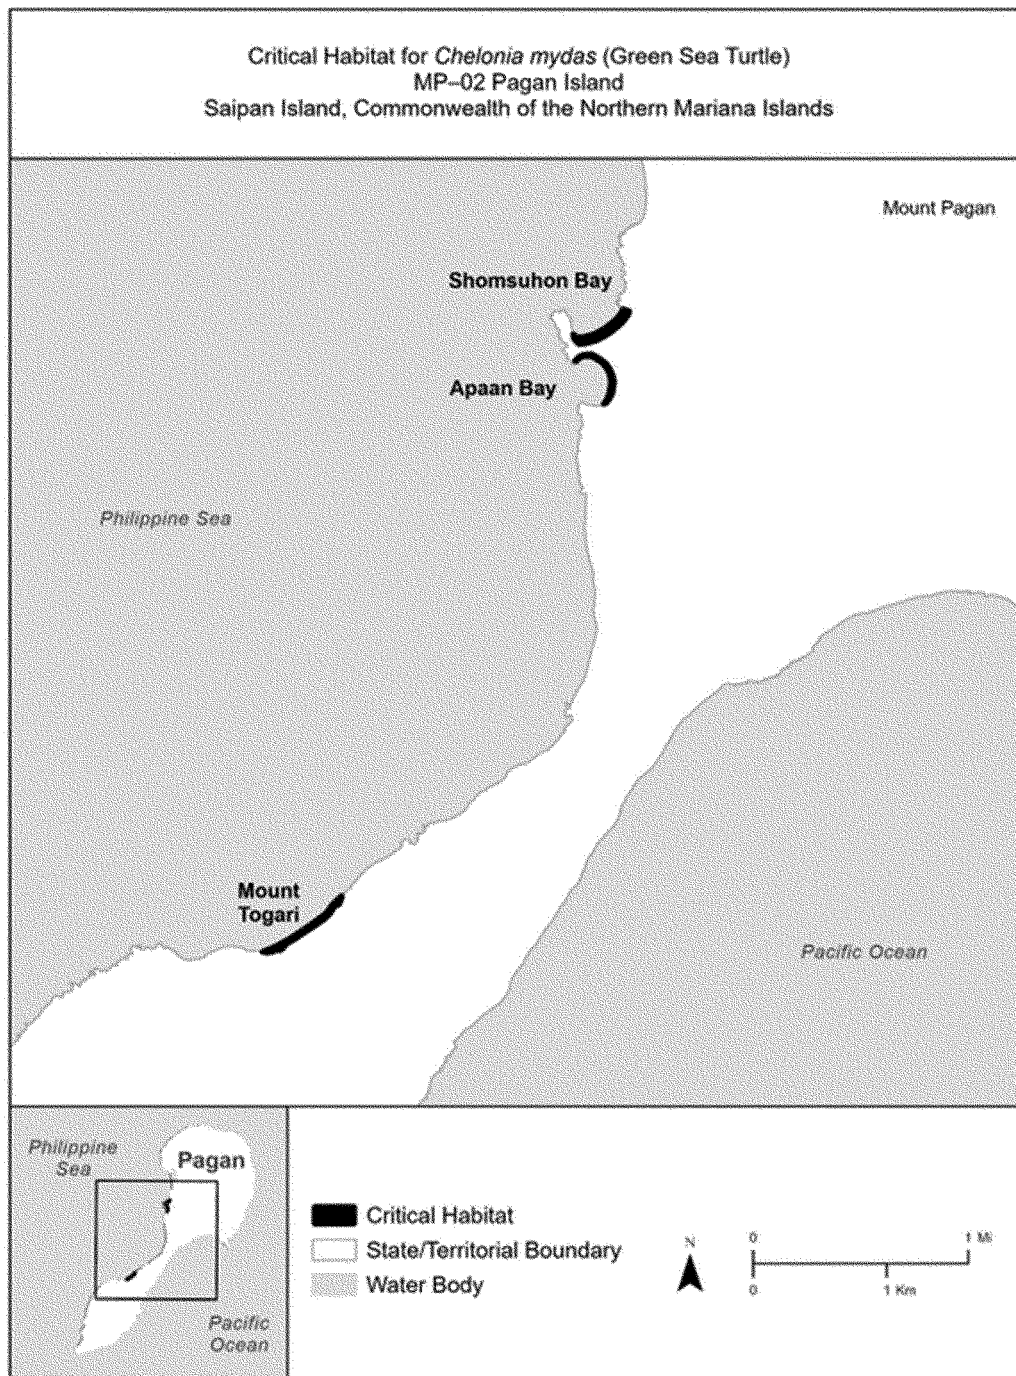 Critical Habitat for Chelonia mydas (Green Sea Turtle)
MP–02 Pagan Island
Saipan Island, Commonwealth of the Northern Mariana Islands
Mount Pagan
Shomsuhon Bay
Apaan Bay
Philippine Sea
Mount
Togari
Pacific Ocean
Philippine
Sea
Pagan
Pacific
Ocean
Critical Habitat
State/Territorial Boundary
Water Body
N
0 1 Mi
0 1 Km